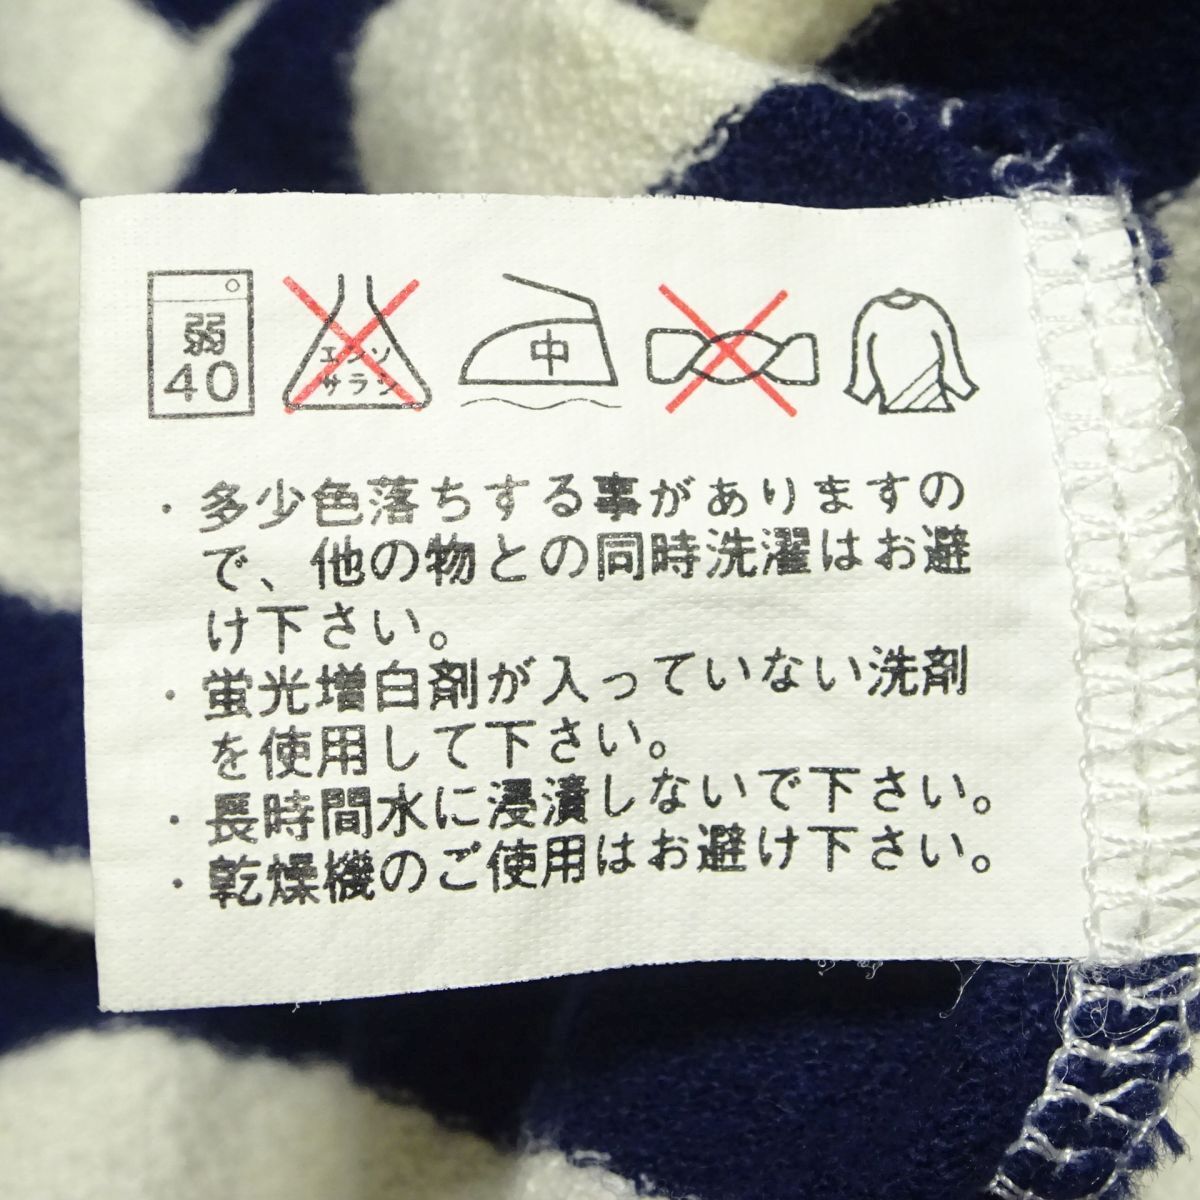 弱
40
エンソ
サラシ
中
・多少色落ちする事がありますの
で、他の物との同時洗濯はお避
け下さい。
・蛍光増白剤が入っていない洗剤
を使用して下さい。
・長時間水に浸漬しないで下さい。
・乾燥機のご使用はお避け下さい。